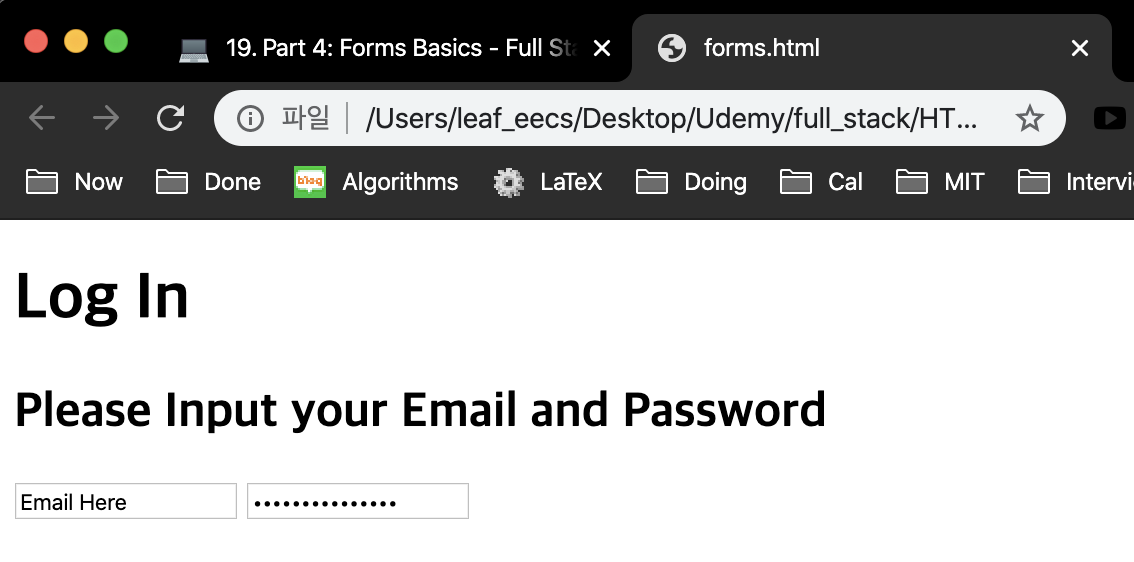 19. Part 4: Forms Basics - Full Sta
forms.html
파일 /Users/leaf_eecs/Desktop/Udemy/full_stack/HT...
Now Done blog Algorithms LaTeX Doing Cal MIT Intervi
Log In
Please Input your Email and Password
Email Here •••••••••••••••